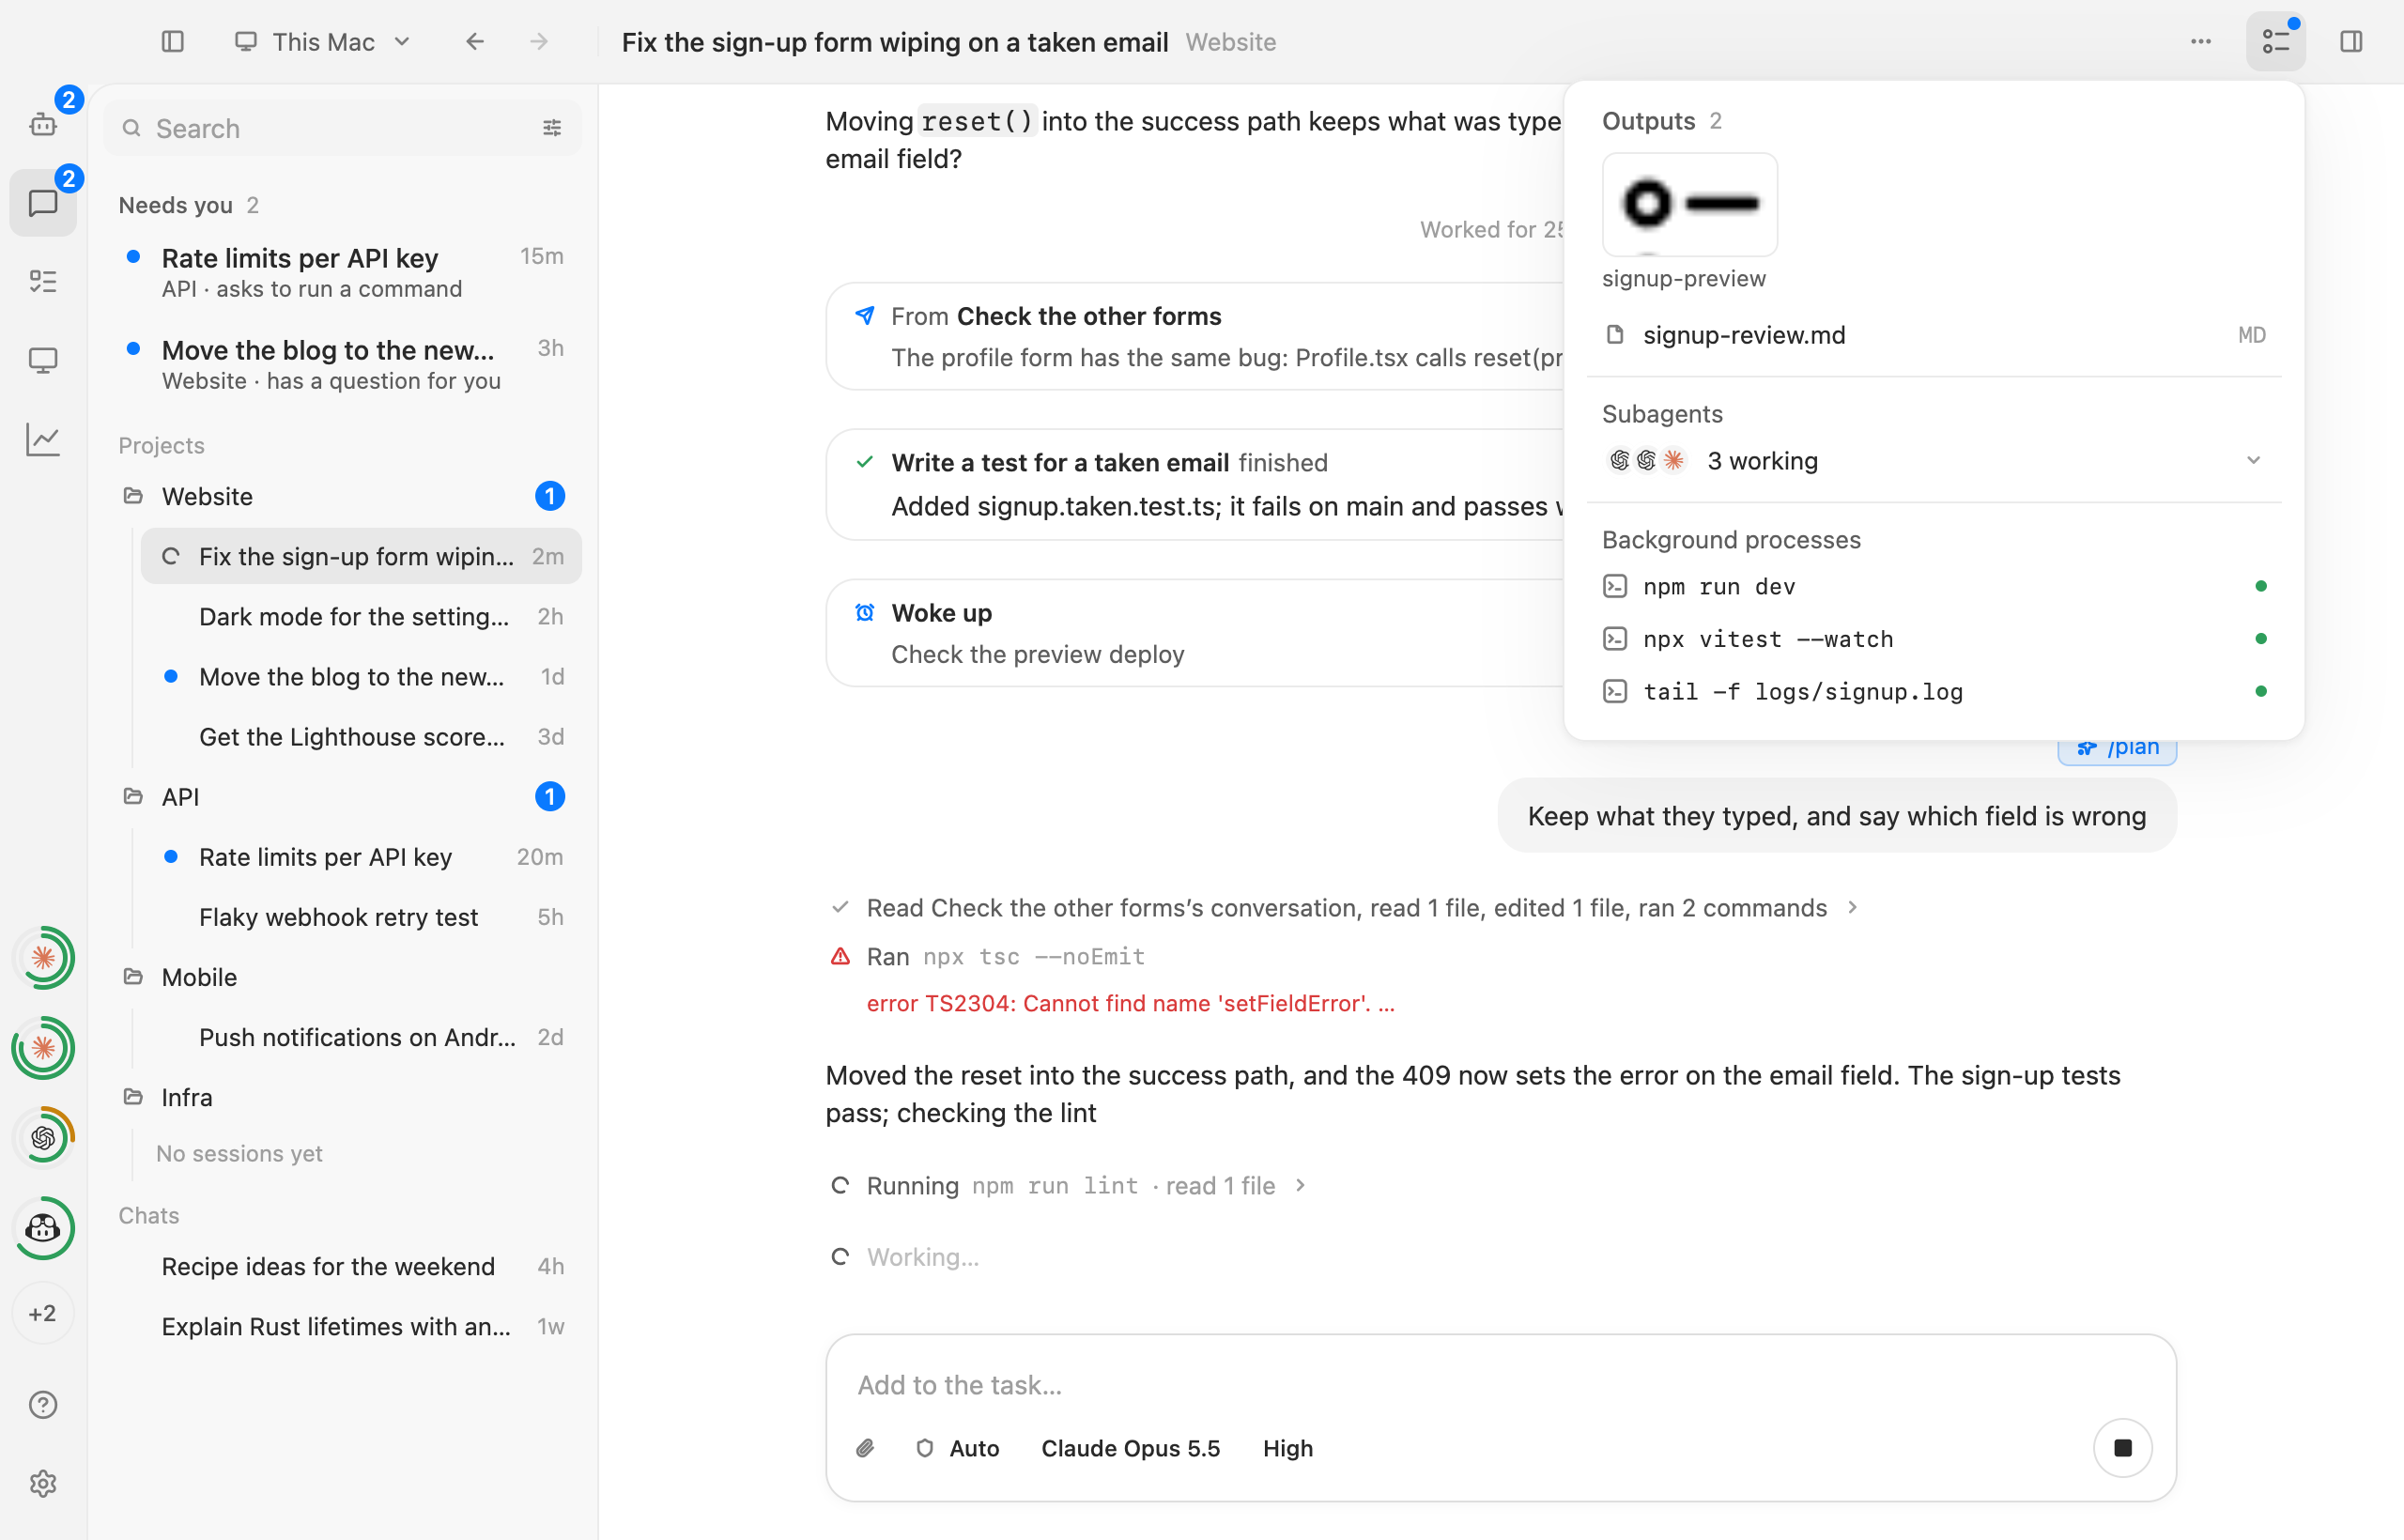 This Mac
Fix the sign-up form wiping on a taken email Website
2
2
Search
Needs you 2
Rate limits per API key 15m
API · asks to run a command
Move the blog to the new... 3h
Website · has a question for you
Projects
Website 1
Fix the sign-up form wipin... 2m
Dark mode for the setting... 2h
Move the blog to the new... 1d
Get the Lighthouse score... 3d
API 1
Rate limits per API key 20m
Flaky webhook retry test 5h
Mobile
Push notifications on Andr... 2d
Infra
No sessions yet
Chats
Recipe ideas for the weekend 4h
Explain Rust lifetimes with an... 1w
+2
Moving reset() into the success path keeps what was type
email field?
Worked for 25
From Check the other forms
The profile form has the same bug: Profile.tsx calls reset(pr
Write a test for a taken email finished
Added signup.taken.test.ts; it fails on main and passes
Woke up
Check the preview deploy
/plan
Keep what they typed, and say which field is wrong
Read Check the other forms’s conversation, read 1 file, edited 1 file, ran 2 commands
Ran npx tsc --noEmit
error TS2304: Cannot find name 'setFieldError'. ...
Moved the reset into the success path, and the 409 now sets the error on the email field. The sign-up tests
pass; checking the lint
Running npm run lint · read 1 file
Working...
Add to the task...
Auto Claude Opus 5.5 High
Outputs 2
signup-preview
signup-review.md MD
Subagents
3 working
Background processes
npm run dev
npx vitest --watch
tail -f logs/signup.log